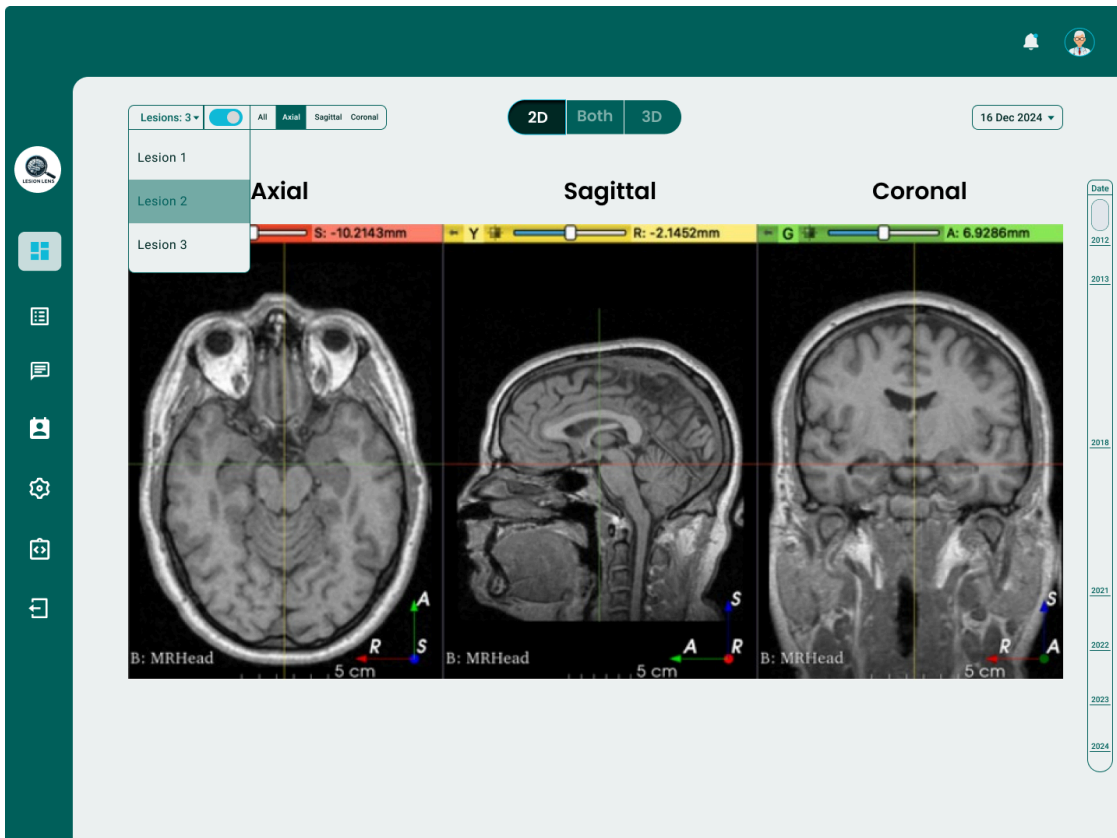 Lesions: 3
All
Axial
Sagittal
Coronal
2D
Both
3D
16 Dec 2024
Lesion 1
Lesion 2
Lesion 3
LESION LENS
Axial
Sagittal
Coronal
S: -10.2143mm
Y
R: -2.1452mm
G
A: 6.9286mm
Date
2012
2013
2018
2021
2022
2023
2024
A
R
S
B: MRHead
5 cm
S
A
R
B: MRHead
5 cm
S
R
A
B: MRHead
5 cm